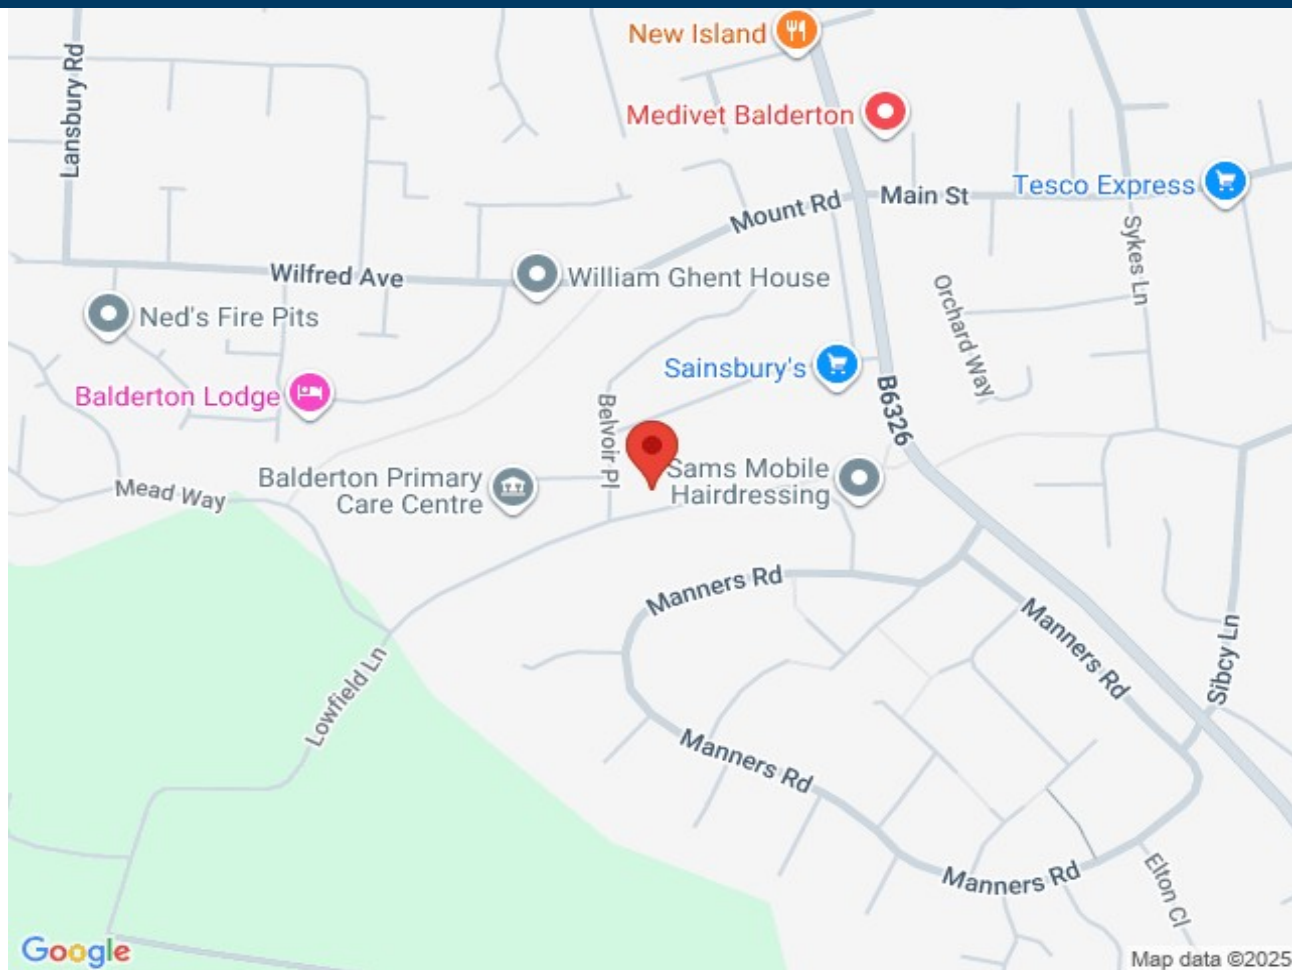 New Island
Lansbury Rd
Medivet Balderton
Tesco Express
Main St
Mount Rd
Sykes Ln
Wilfred Ave
William Ghent House
Orchard Way
Ned's Fire Pits
Sainsbury's
Balderton Lodge
B6326
Belvoir Pl
Balderton Primary
Care Centre
Sams Mobile
Hairdressing
Mead Way
Manners Rd
Manners Rd
Sibcy Ln
Lowfield Ln
Manners Rd
Manners Rd
Elton Cl
Google
Map data ©2025